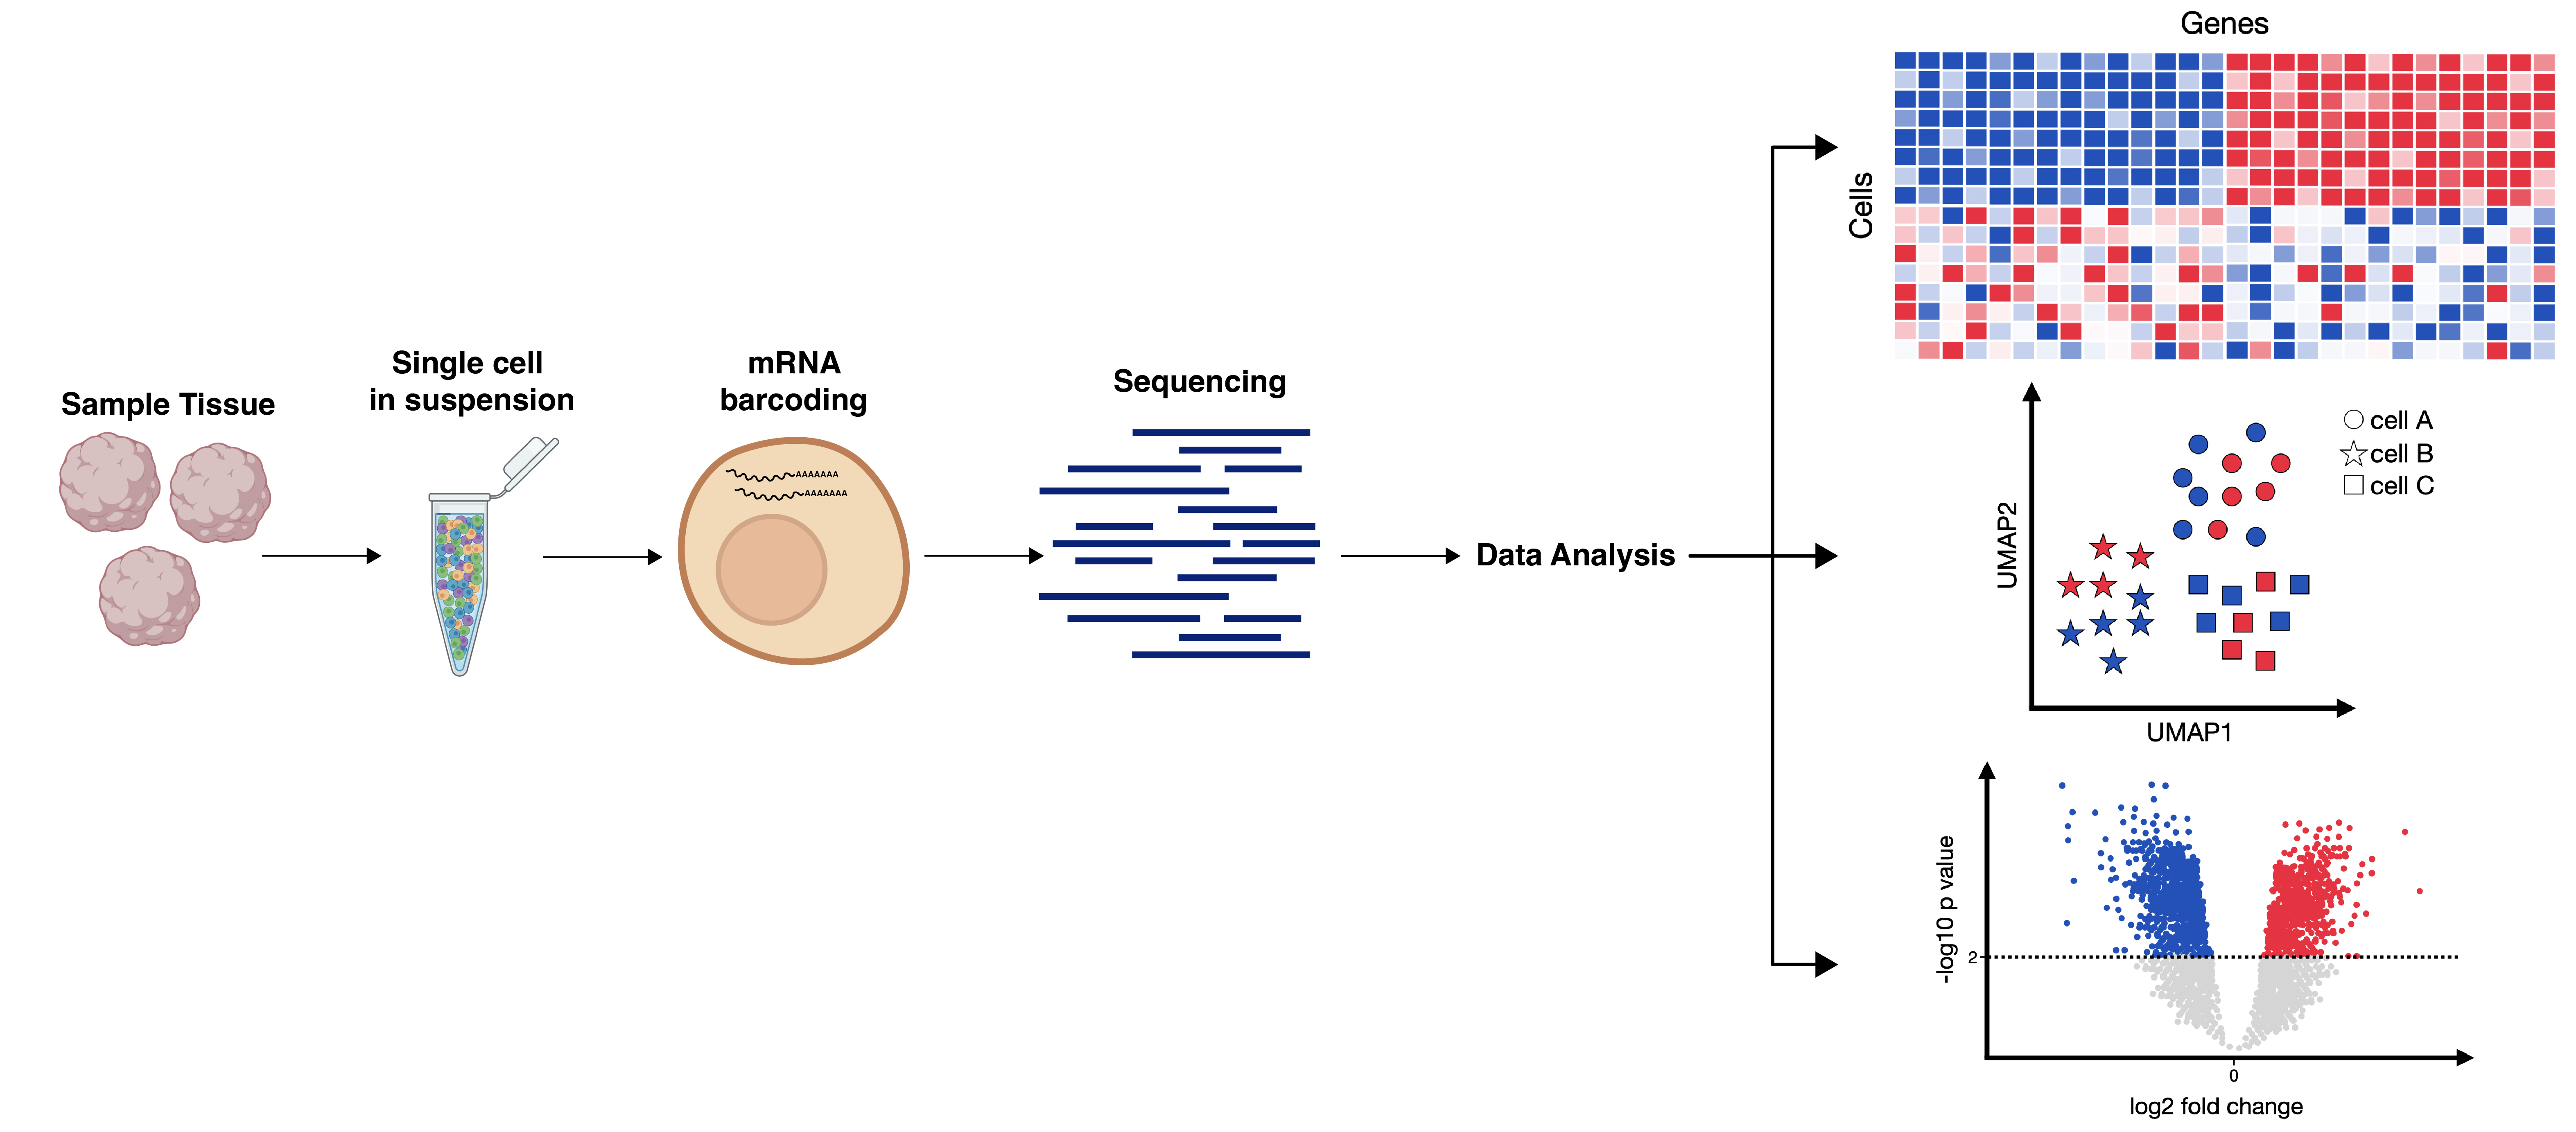 Sample Tissue
Single cell
in suspension
mRNA
barcoding
AAAAAAA
AAAAAAA
Sequencing
Data Analysis
Genes
Cells
UMAP2
UMAP1
cell A
cell B
cell C
-log10 p value
2
0
log2 fold change